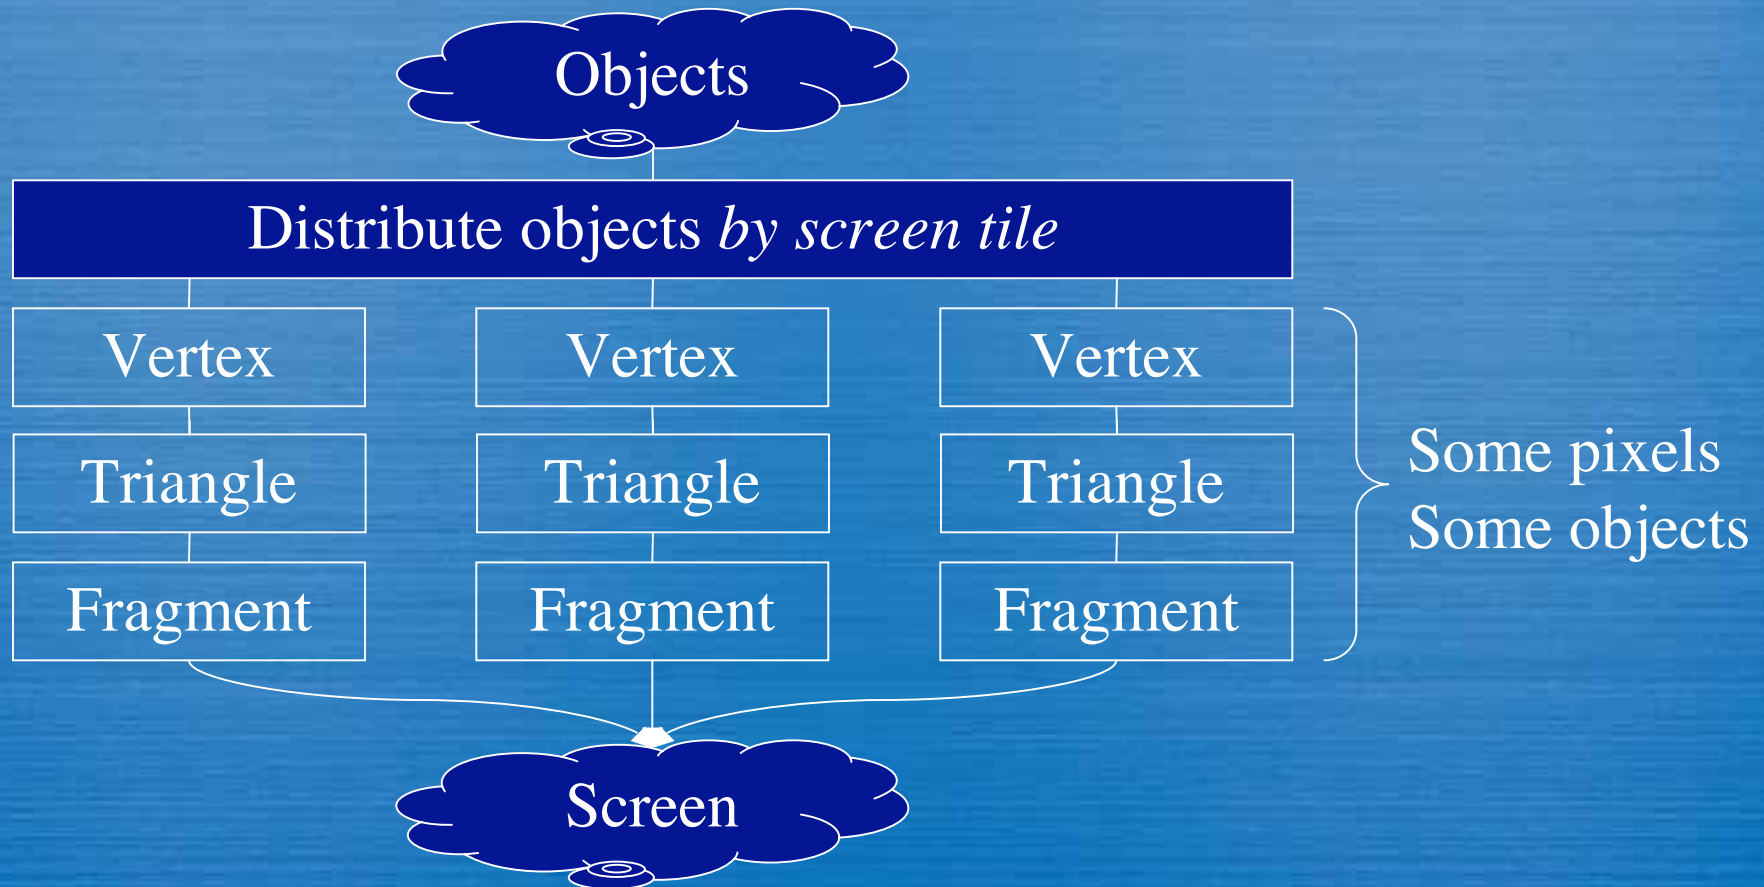 Objects
Distribute objects by screen tile
Vertex Vertex Vertex
Triangle Triangle Triangle
Some pixels
Some objects
Fragment Fragment Fragment
Screen